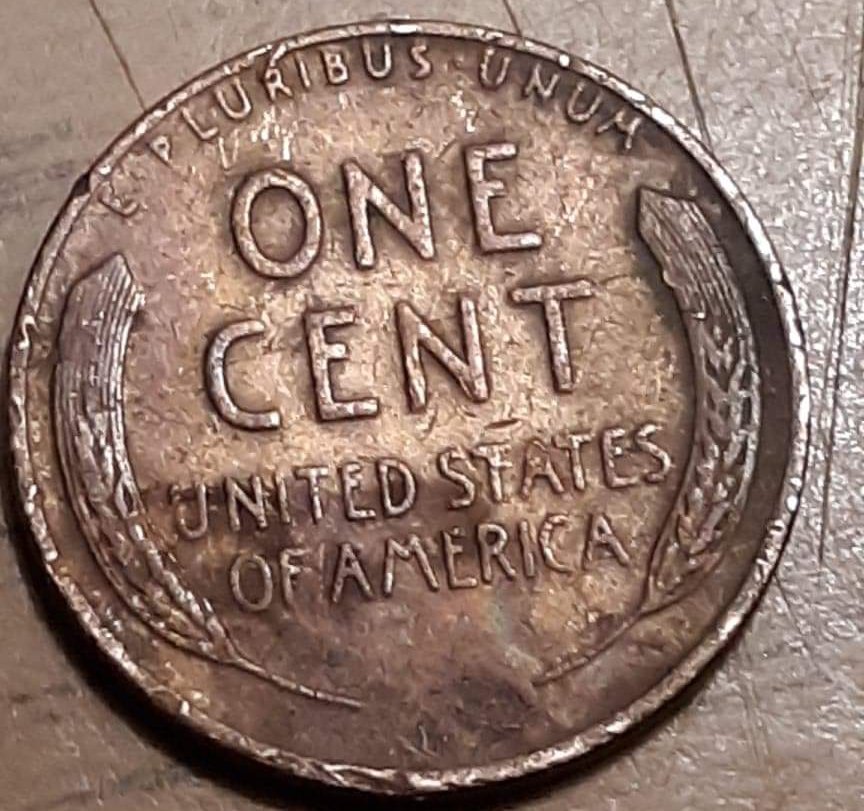 E PLURIBUS UNUM
ONE
CENT
UNITED STATES
OF AMERICA